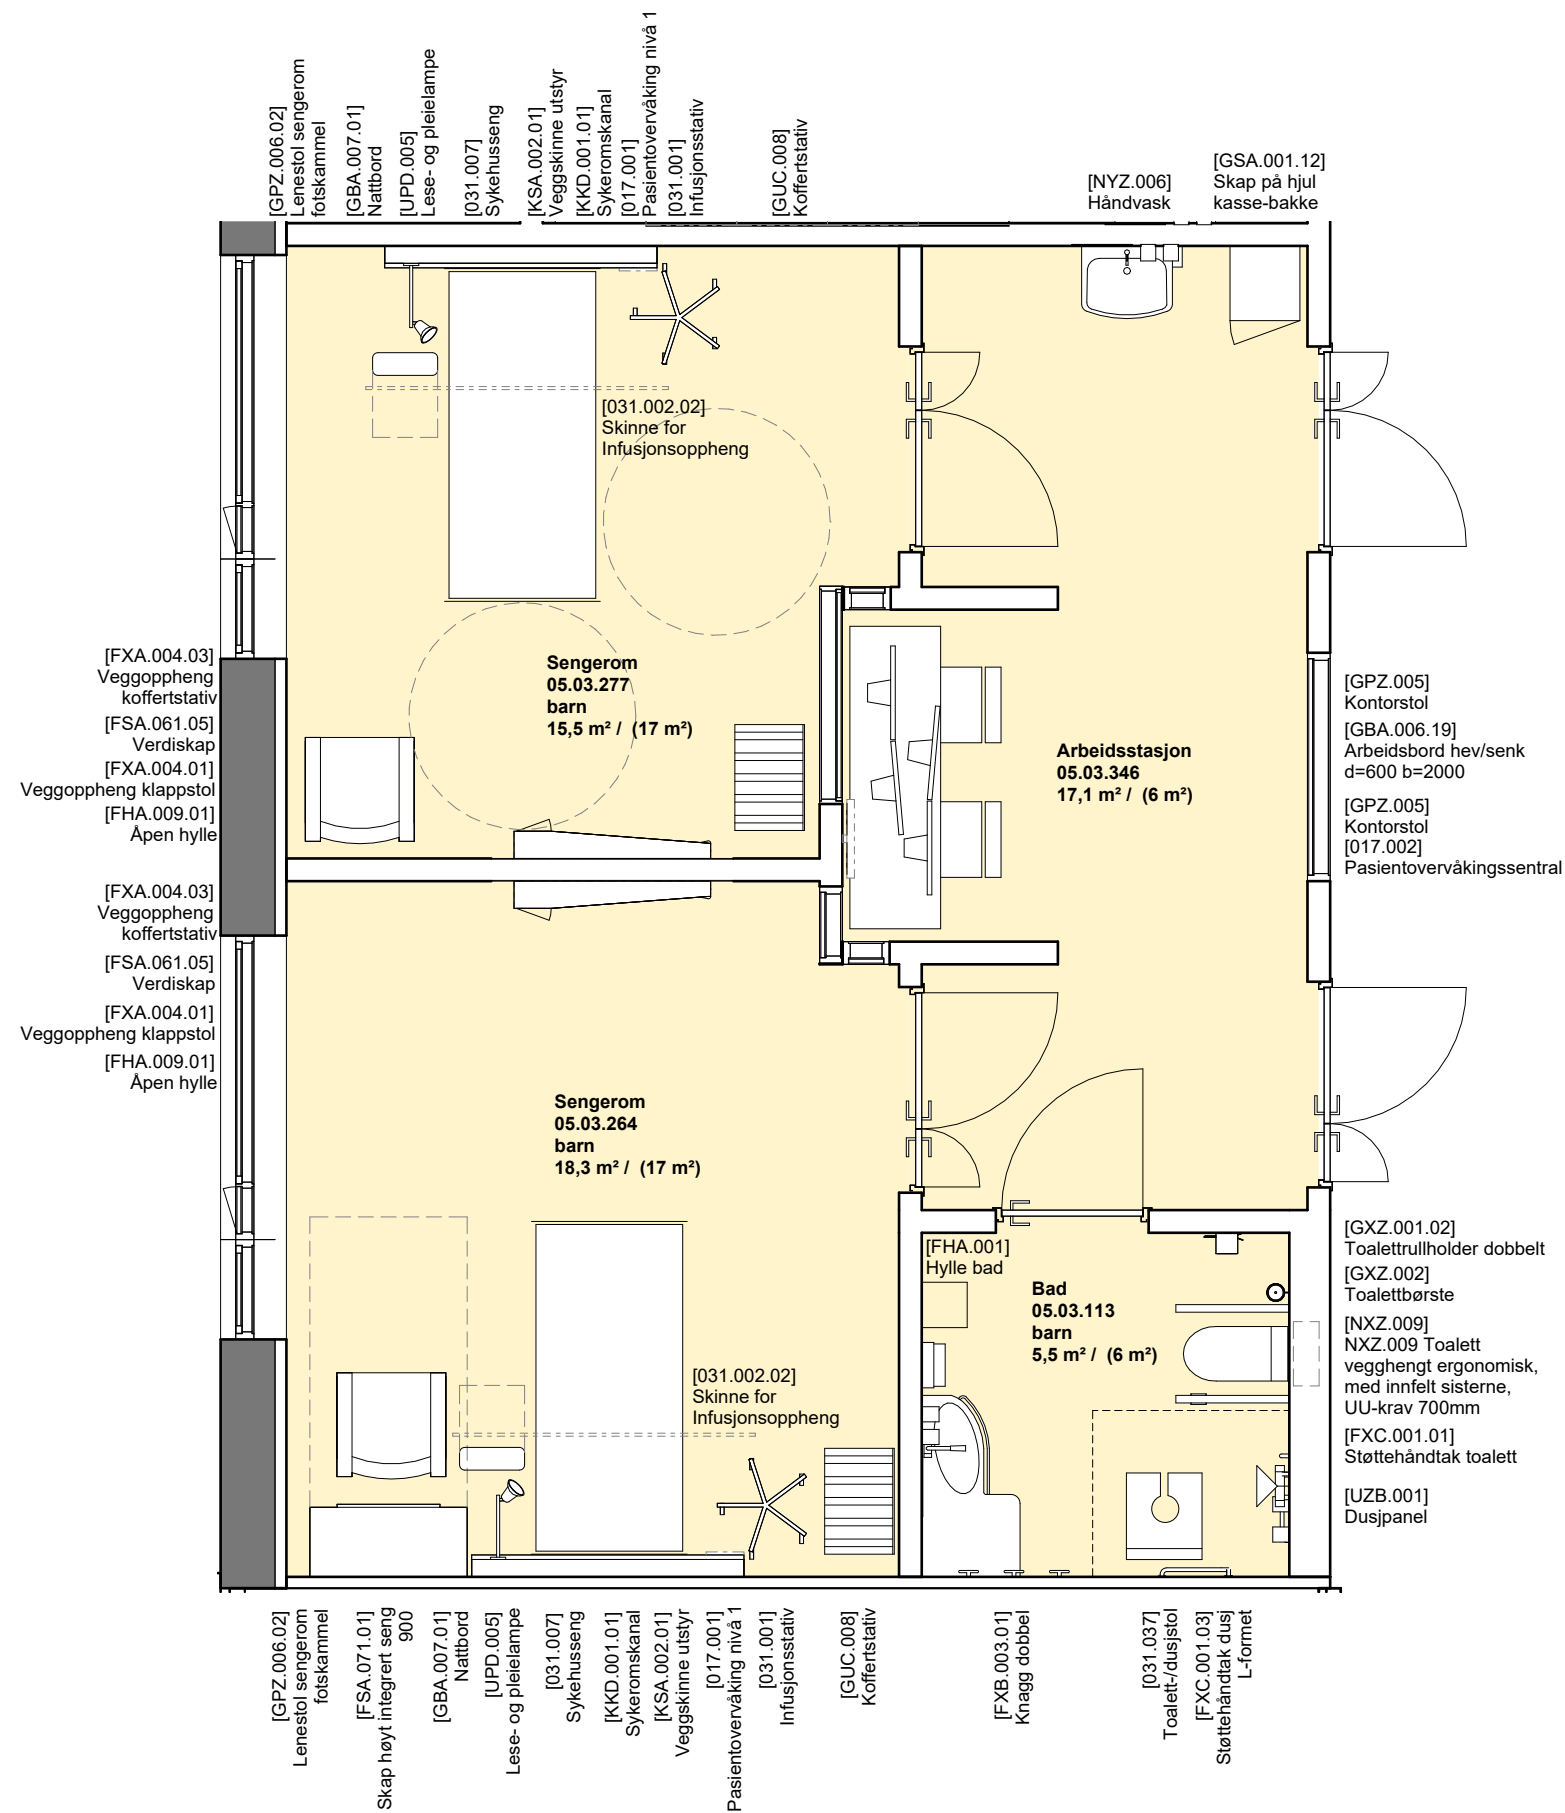 [GPZ.006.02]
Lenestol sengerom
fotskammel
[GBA.007.01]
Nattbord
[UPD.005]
Lese- og pleielampe
[031.007]
Sykehusseng
[KSA.002.01]
Veggskinne utstyr
[KKD.001.01]
Sykeromskanal
[017.001]
Pasientovervåking nivå 1
[031.001]
Infusjonsstativ
[GUC.008]
Koffertstativ
[NYZ.006]
Håndvask
[GSA.001.12]
Skap på hjul
kasse-bakke
[031.002.02]
Skinne for
Infusjonsoppheng
Sengerom
05.03.277
barn
15,5 m² / (17 m²)
[FXA.004.03]
Veggoppheng
koffertstativ
[FSA.061.05]
Verdiskap
[FXA.004.01]
Veggoppheng klappstol
[FHA.009.01]
Åpen hylle
[FXA.004.03]
Veggoppheng
koffertstativ
[FSA.061.05]
Verdiskap
[FXA.004.01]
Veggoppheng klappstol
[FHA.009.01]
Åpen hylle
Arbeidsstasjon
05.03.346
17,1 m² / (6 m²)
[GPZ.005]
Kontorstol
[GBA.006.19]
Arbeidsbord hev/senk
d=600 b=2000
[GPZ.005]
Kontorstol
[017.002]
Pasientovervåkingssentral
Sengerom
05.03.264
barn
18,3 m² / (17 m²)
[031.002.02]
Skinne for
Infusjonsoppheng
[FHA.001]
Hylle bad
Bad
05.03.113
barn
5,5 m² / (6 m²)
[GXZ.001.02]
Toalettrullholder dobbelt
[GXZ.002]
Toalettbørste
[NXZ.009]
NXZ.009 Toalett
vegghengt ergonomisk,
med innfelt sisterne,
UU-krav 700mm
[FXC.001.01]
Støttehåndtak toalett
[UZB.001]
Dusjpanel
[GPZ.006.02]
Lenestol sengerom
fotskammel
[FSA.071.01]
Skap høyt integrert seng
900
[GBA.007.01]
Nattbord
[UPD.005]
Lese- og pleielampe
[031.007]
Sykehusseng
[KKD.001.01]
Sykeromskanal
[KSA.002.01]
Veggskinne utstyr
[017.001]
Pasientovervåking nivå 1
[031.001]
Infusjonsstativ
[GUC.008]
Koffertstativ
[FXB.003.01]
Knagg dobbel
[031.037]
Toalett-/dusjstol
[FXC.001.03]
Støttehåndtak dusj
L-formet